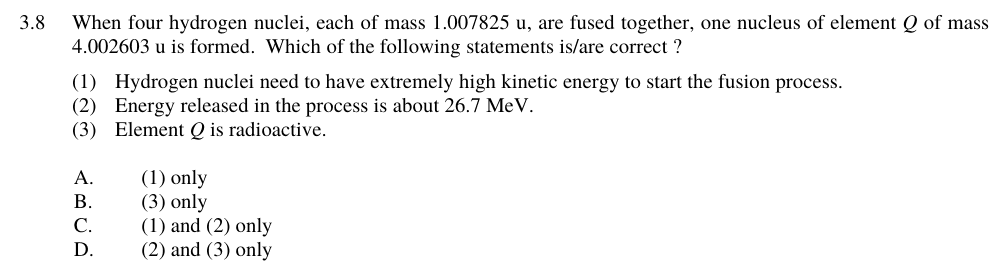 3.8 When four hydrogen nuclei, each of mass 1.007825 u, are fused together, one nucleus of element Q of mass
4.002603 u is formed. Which of the following statements is/are correct ?
(1) Hydrogen nuclei need to have extremely high kinetic energy to start the fusion process.
(2) Energy released in the process is about 26.7 MeV.
(3) Element Q is radioactive.
A. (1) only
B. (3) only
C. (1) and (2) only
D. (2) and (3) only